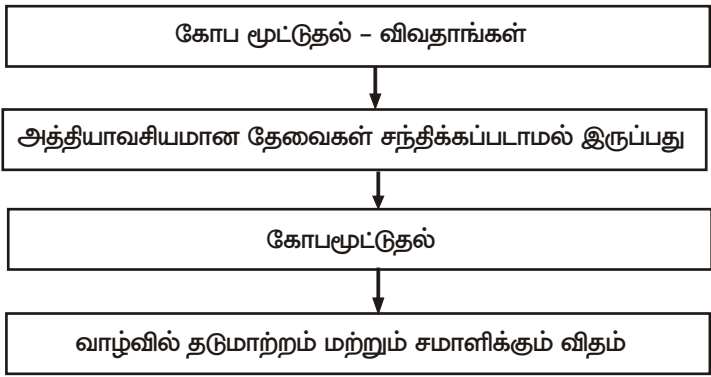 கோப மூட்டுதல் – விவதாங்கள்
அத்தியாவசியமான தேவைகள் சந்திக்கப்படாமல் இருப்பது
கோபமூட்டுதல்
வாழ்வில் தடுமாற்றம் மற்றும் சமாளிக்கும் விதம்